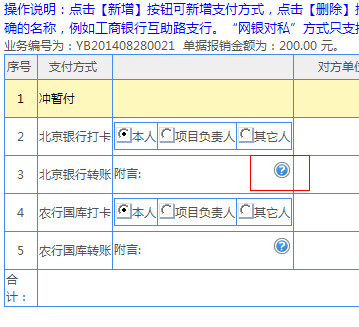 操作说明：点击【新增】按钮可新增支付方式，点击【删除】
确的名称，例如工商银行互助路支行。“网银对私”方式只支
业务编号为：YB201408280021 单据报销金额为：200.00 元。
序号 支付方式 对方单
1 冲暂付
2 北京银行打卡 本人 项目负责人 其它人
3 北京银行转账 附言:
4 农行国库打卡 本人 项目负责人 其它人
5 农行国库转账 附言:
合
计：